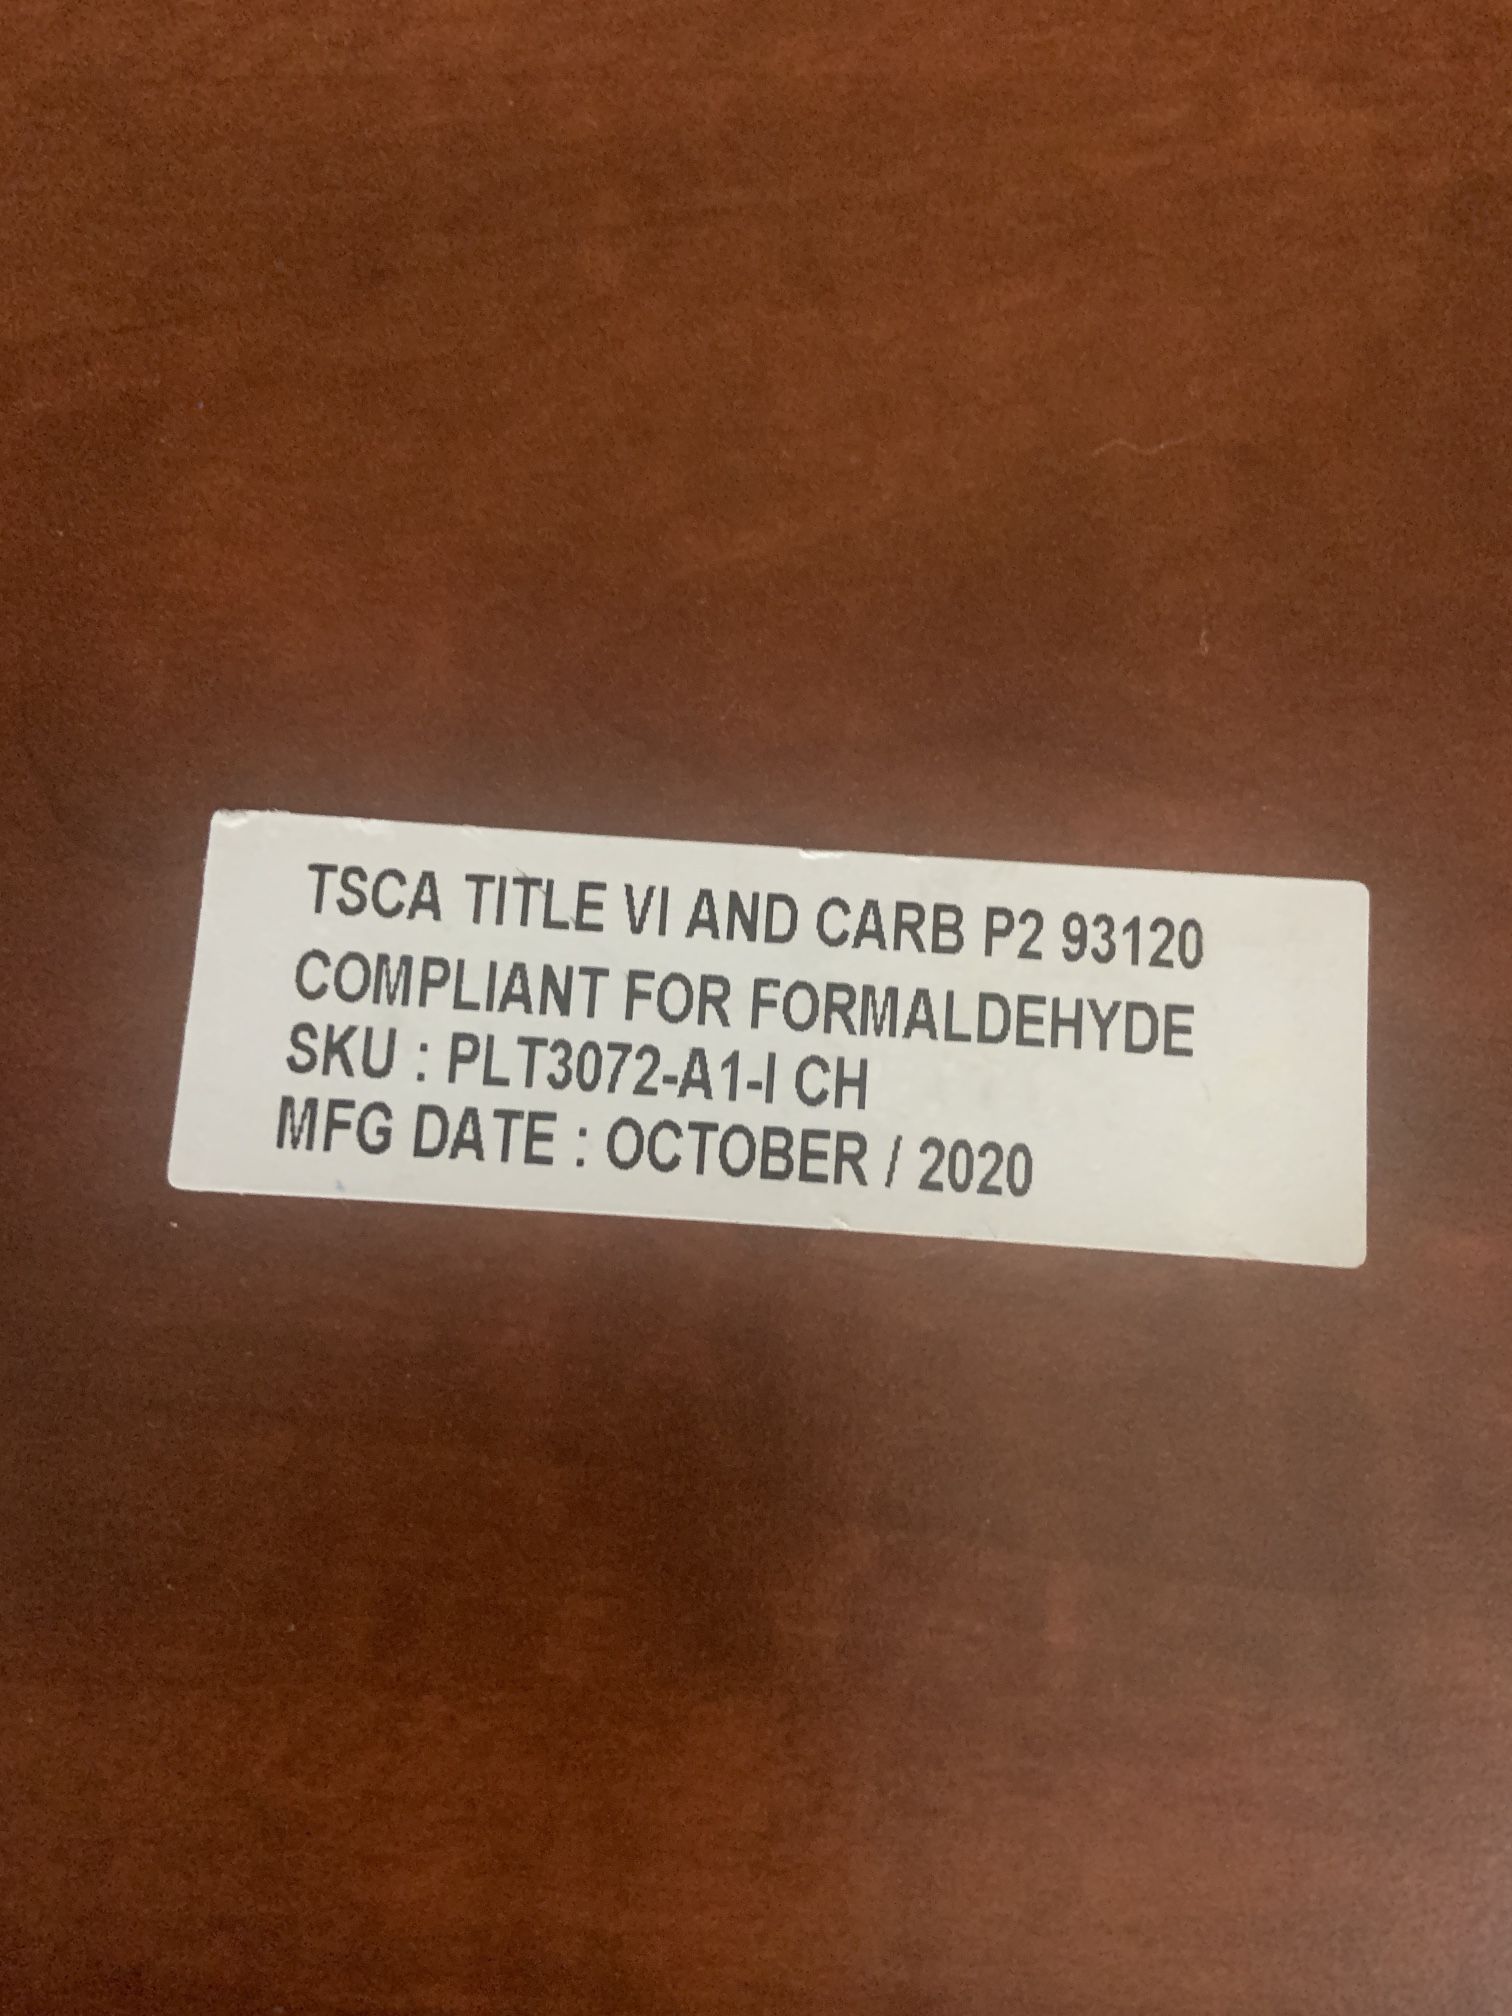 TSCA TITLE VI AND CARB P2 93120
COMPLIANT FOR FORMALDEHYDE
SKU : PLT3072-A1-I CH
MFG DATE : OCTOBER / 2020